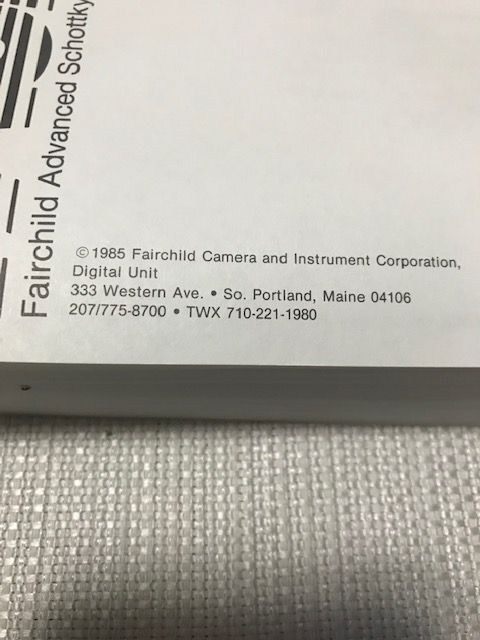 Fairchild Advanced Schottky
©1985 Fairchild Camera and Instrument Corporation,
Digital Unit
333 Western Ave. • So. Portland, Maine 04106
207/775-8700 • TWX 710-221-1980